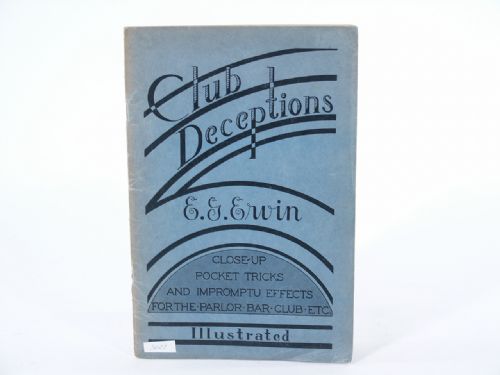 Club
Deceptions
E.G.Erwin
CLOSE-UP
POCKET TRICKS
AND IMPROMPTU EFFECTS
FOR·THE·PARLOR·BAR·CLUB·ETC
Illustrated